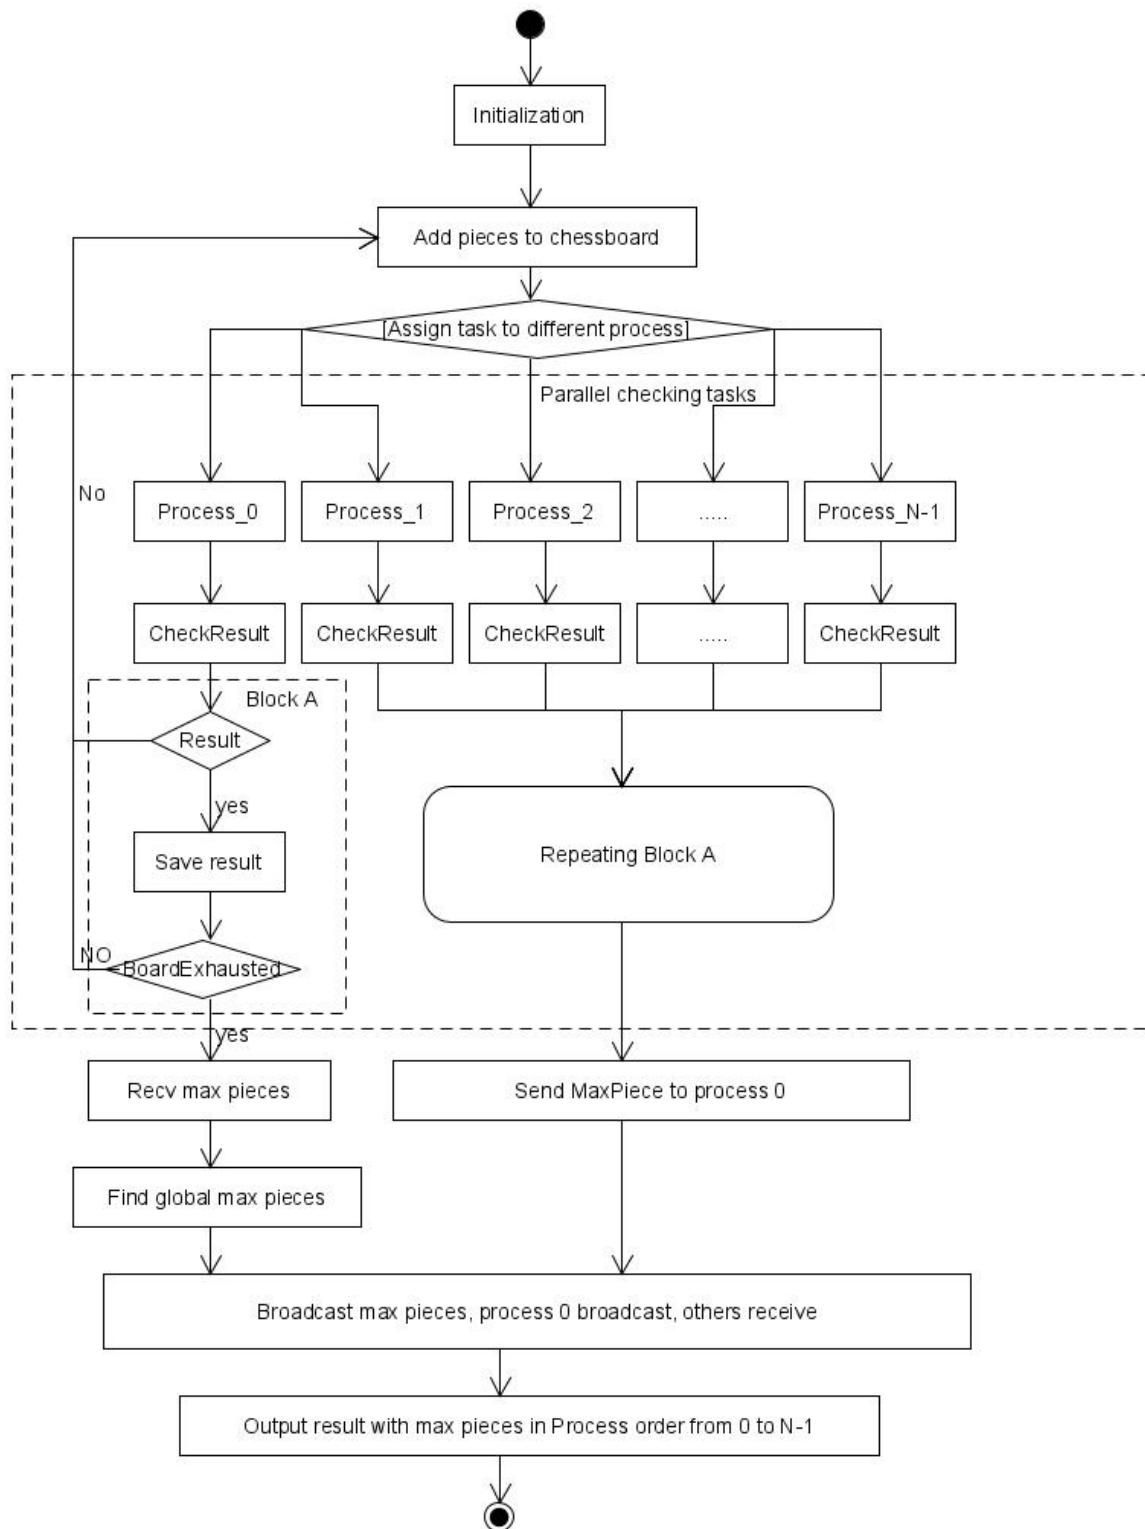 Initialization
Add pieces to chessboard
[Assign task to different process]
Parallel checking tasks
No
Process_0
Process_1
Process_2
.....
Process_N-1
CheckResult
CheckResult
CheckResult
.....
CheckResult
Block A
Result
yes
Save result
Repeating Block A
NO
BoardExhausted
yes
Recv max pieces
Send MaxPiece to process 0
Find global max pieces
Broadcast max pieces, process 0 broadcast, others receive
Output result with max pieces in Process order from 0 to N-1